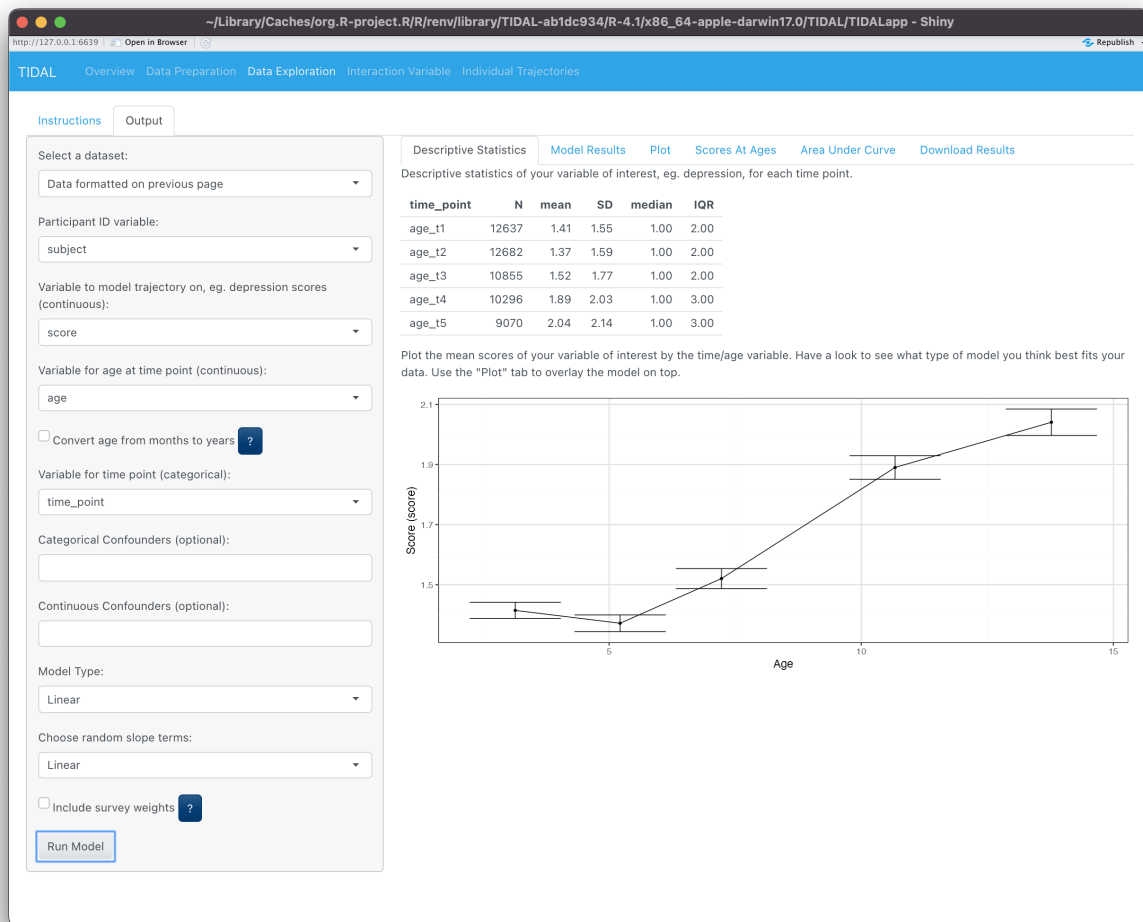 ~/Library/Caches/org.R-project.R/R/renv/library/TIDAL-ab1dc934/R-4.1/x86_64-apple-darwin17.0/TIDAL/TIDALapp - Shiny
http://127.0.0.1:6639 Open in Browser Republish
TIDAL Overview Data Preparation Data Exploration Interaction Variable Individual Trajectories
Instructions Output
Select a dataset:
Data formatted on previous page
Participant ID variable:
subject
Variable to model trajectory on, eg. depression scores
(continuous):
score
Variable for age at time point (continuous):
age
Convert age from months to years ?
Variable for time point (categorical):
time_point
Categorical Confounders (optional):
Continuous Confounders (optional):
Model Type:
Linear
Choose random slope terms:
Linear
Include survey weights ?
Run Model
Descriptive Statistics Model Results Plot Scores At Ages Area Under Curve Download Results
Descriptive statistics of your variable of interest, eg. depression, for each time point.
time_point N mean SD median IQR
age_t1 12637 1.41 1.55 1.00 2.00
age_t2 12682 1.37 1.59 1.00 2.00
age_t3 10855 1.52 1.77 1.00 2.00
age_t4 10296 1.89 2.03 1.00 3.00
age_t5 9070 2.04 2.14 1.00 3.00
Plot the mean scores of your variable of interest by the time/age variable. Have a look to see what type of model you think best fits your
data. Use the "Plot" tab to overlay the model on top.
2.1
1.9
1.7
1.5
Score (score)
5 10 15
Age